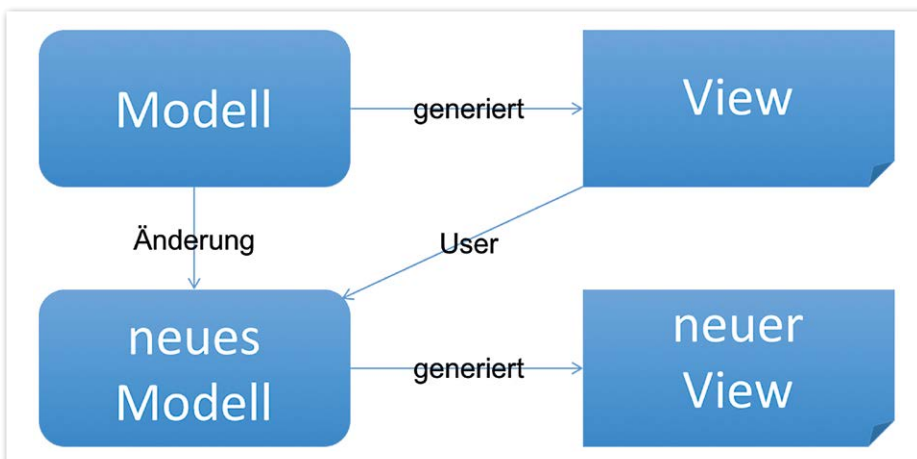 Modell
generiert
View
Änderung
User
neues
Modell
generiert
neuer
View